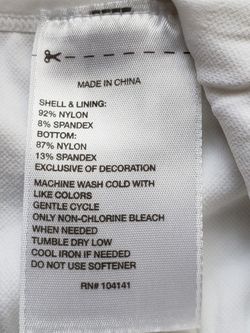 MADE IN CHINA
SHELL & LINING:
92% NYLON
8% SPANDEX
BOTTOM:
87% NYLON
13% SPANDEX
EXCLUSIVE OF DECORATION
MACHINE WASH COLD WITH
LIKE COLORS
GENTLE CYCLE
ONLY NON-CHLORINE BLEACH
WHEN NEEDED
TUMBLE DRY LOW
COOL IRON IF NEEDED
DO NOT USE SOFTENER
RN# 104141